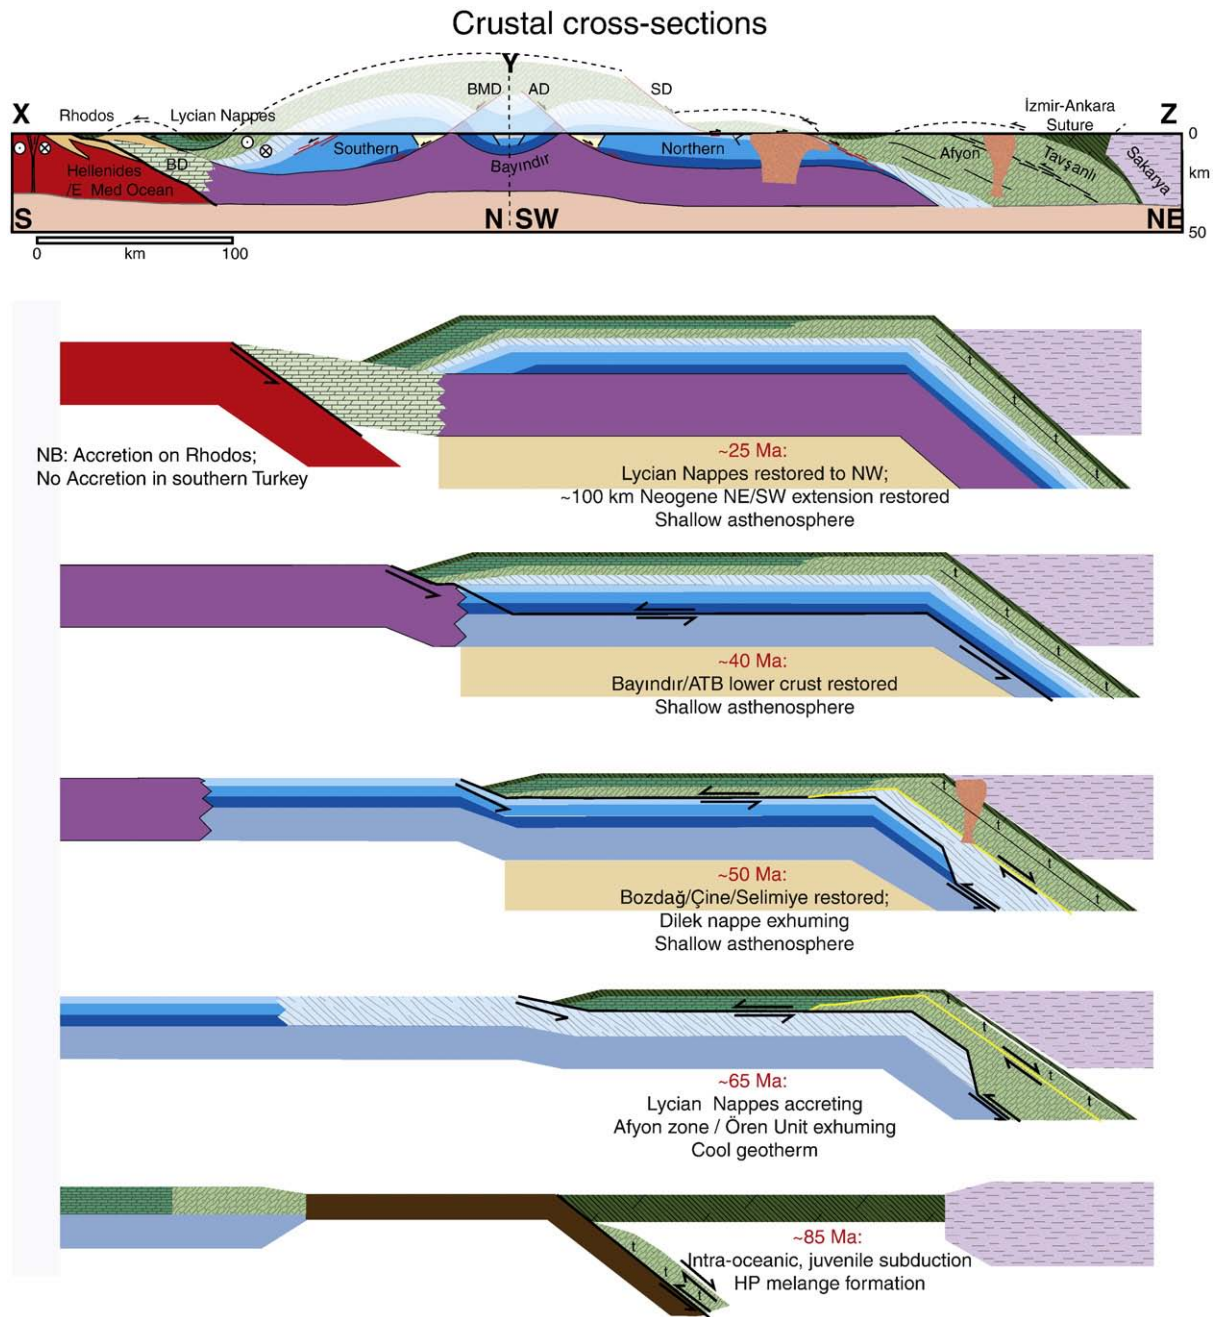 Crustal cross-sections
Y
BMD AD SD
X
Rhodos Lycian Nappes
İzmir-Ankara
Suture
Z
0
BD
Southern
Bayındır
Northern
Afyon
Tavşanlı
Sakarya
Hellenides
/E Med Ocean
km
S
N SW
NE
50
0 km 100
t
t
t
t
NB: Accretion on Rhodos;
No Accretion in southern Turkey
~25 Ma:
Lycian Nappes restored to NW;
~100 km Neogene NE/SW extension restored
Shallow asthenosphere
t
t
t
t
~40 Ma:
Bayındır/ATB lower crust restored
Shallow asthenosphere
t
t
t
t
~50 Ma:
Bozdağ/Çine/Selimiye restored;
Dilek nappe exhuming
Shallow asthenosphere
t
t
t
t
~65 Ma:
Lycian Nappes accreting
Afyon zone / Ören Unit exhuming
Cool geotherm
t
t
t
~85 Ma:
Intra-oceanic, juvenile subduction
HP melange formation